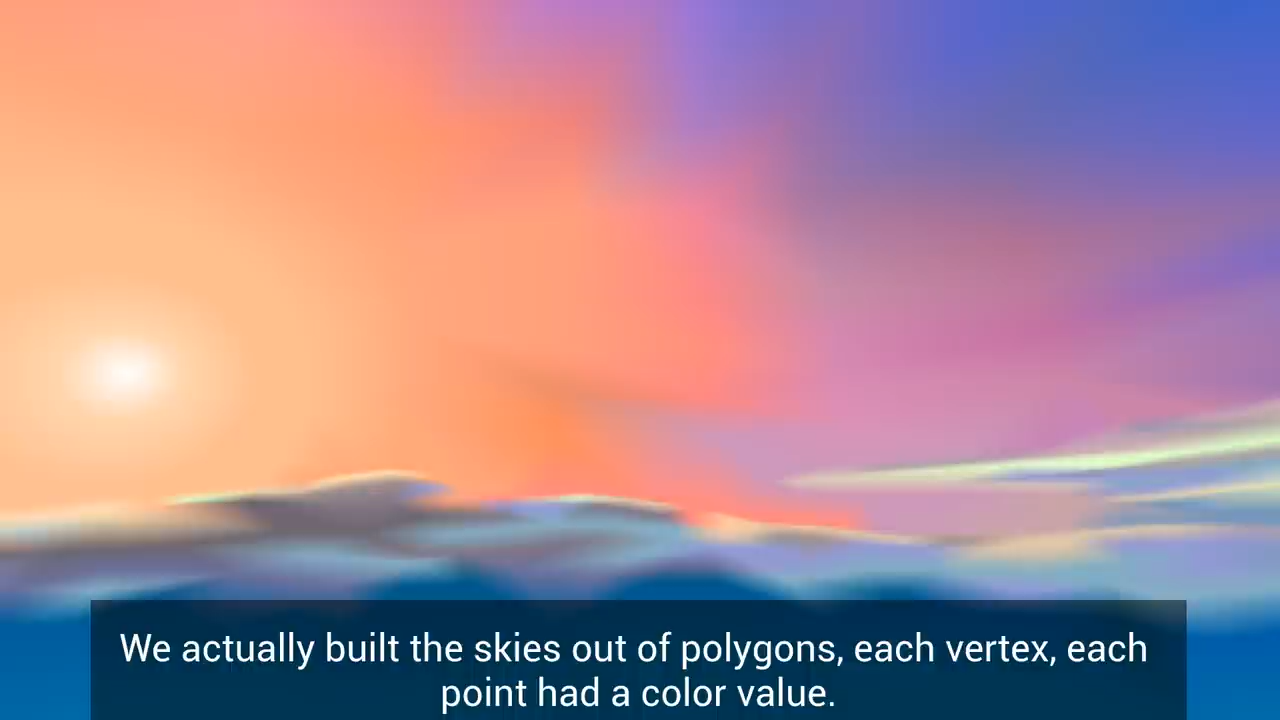 We actually built the skies out of polygons, each vertex, each
point had a color value.